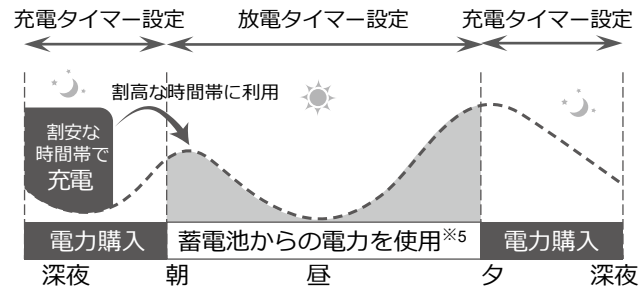 充電タイマー設定
放電タイマー設定
充電タイマー設定
割高な時間帯に利用
割安な
時間帯で
充電
電力購入
蓄電池からの電力を使用※5
電力購入
深夜
朝
昼
夕
深夜